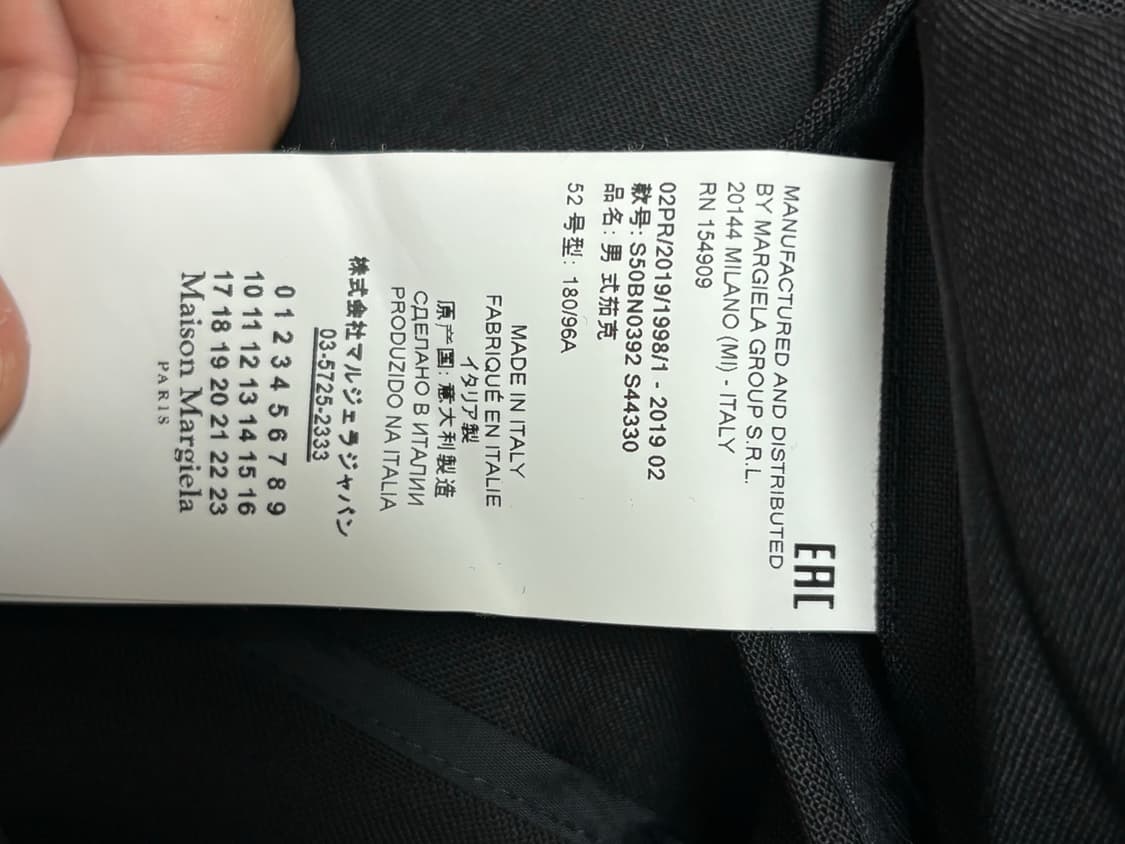 EAC
MANUFACTURED AND DISTRIBUTED
BY MARGIELA GROUP S.R.L.
20144 MILANO (MI) - ITALY
RN 154909
02PR/2019/1998/1 - 2019 02
款号: S50BN0392 S44330
品名: 男 式茄克
52 号型: 180/96A
MADE IN ITALY
FABRIQUÉ EN ITALIE
イタリア製
原产国: 意大利製造
СДЕЛАНО В ИТАЛИИ
PRODUZIDO NA ITALIA
株式会社マルジェラジャパン
03-5725-2333
0 1 2 3 4 5 6 7 8 9
10 11 12 13 14 15 16
17 18 19 20 21 22 23
Maison Margiela
PARIS